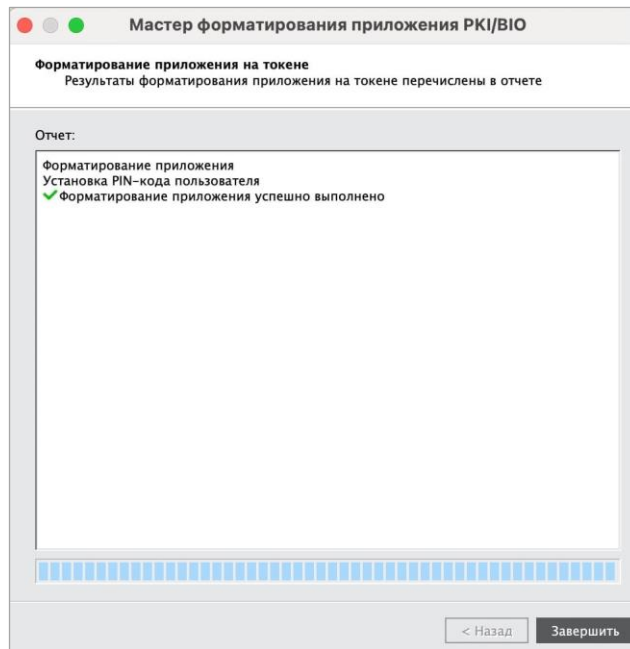 Мастер форматирования приложения PKI/BIO
Форматирование приложения на токене
Результаты форматирования приложения на токене перечислены в отчете
Отчет:
Форматирование приложения
Установка PIN-кода пользователя
Форматирование приложения успешно выполнено
< Назад
Завершить